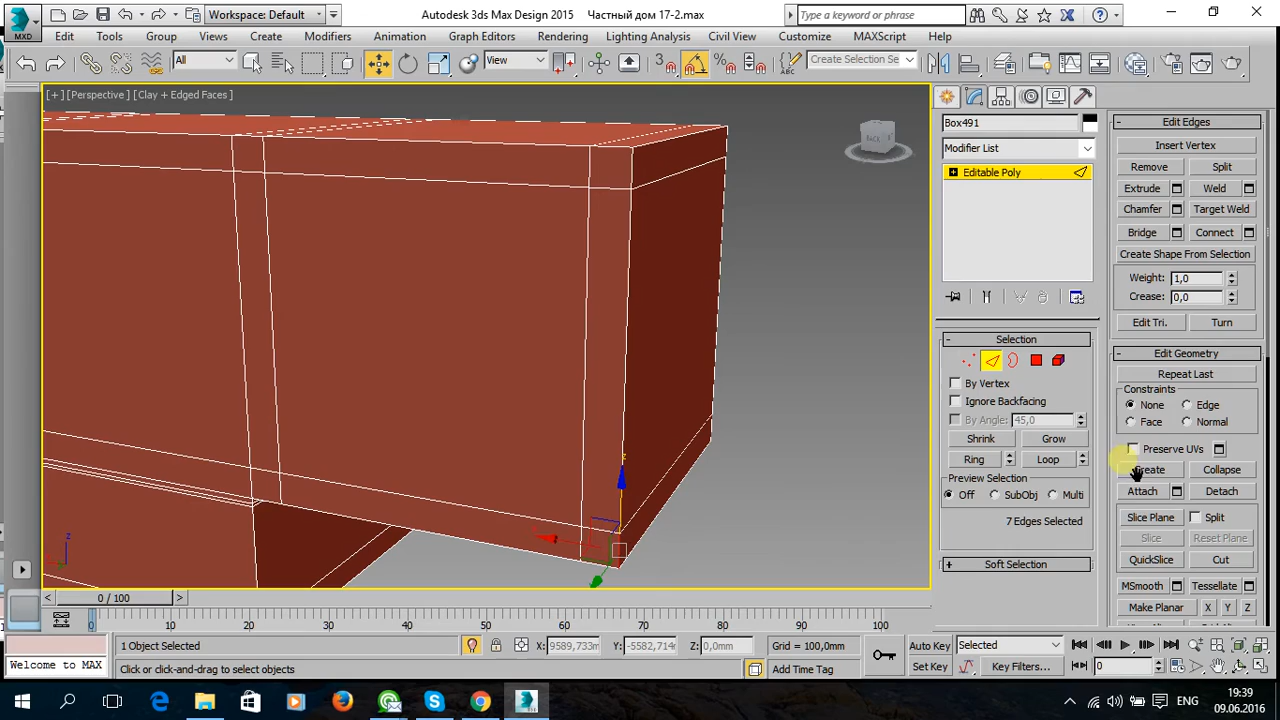 Workspace: Default
Autodesk 3ds Max Design 2015 Частный дом 17-2.max
Type a keyword or phrase
MAX
Edit Tools Group Views Create Modifiers Animation Graph Editors Rendering Lighting Analysis Civil View Customize MAXScript Help
All View 3 Create Selection Se
[+] [Perspective] [Clay + Edged Faces]
BACK
Box491
Modifier List
Editable Poly
Edit Edges
Insert Vertex
Remove Split
Extrude Weld
Chamfer Target Weld
Bridge Connect
Create Shape From Selection
Weight: 1,0
Crease: 0,0
Edit Tri. Turn
Selection
By Vertex
Ignore Backfacing
By Angle: 45,0
Shrink Grow
Ring Loop
Preview Selection
Off SubObj Multi
7 Edges Selected
Soft Selection
Edit Geometry
Repeat Last
Constraints
None Edge
Face Normal
Preserve UVs
Create Collapse
Attach Detach
Slice Plane Split
Slice Reset Plane
QuickSlice Cut
MSmooth Tessellate
Make Planar X Y Z
z
z
0 / 100
0 10 20 30 40 50 60 70 80 90 100
1 Object Selected X: 9589,733m Y: -5582,714m Z: 0,0mm Grid = 100,0mm Auto Key Selected
Welcome to MAX Click or click-and-drag to select objects Add Time Tag Set Key Key Filters... 0
ENG
19:39
09.06.2016